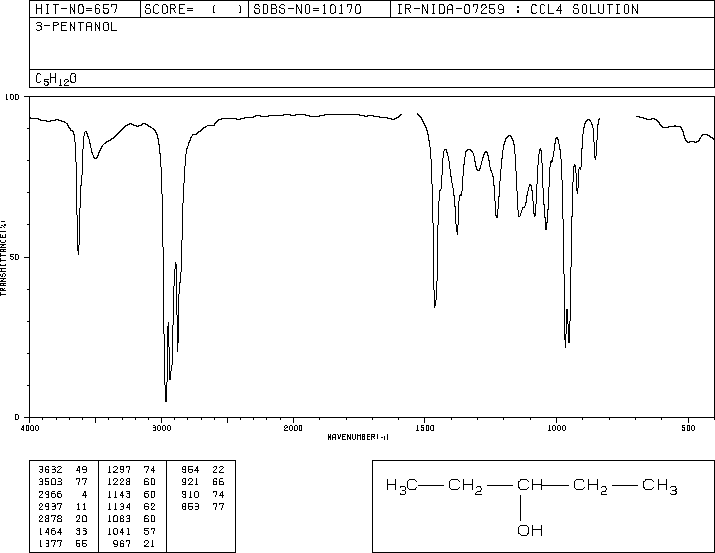 HIT-NO=657 SCORE= ( ) SDBS-NO=10170 IR-NIDA-07259 : CCL4 SOLUTION
3-PENTANOL
C5H12O
100
50
0
TRANSMITTANCE(%)
4000 3000 2000 1500 1000 500
WAVENUMBER(-1)
3632 49 1297 74 954 22
3503 77 1228 60 921 66
2966 4 1143 60 910 74
2937 11 1134 62 853 77
2878 20 1083 60
1464 33 1041 57
1377 55 967 21
H3C CH2 CH CH2 CH3
OH